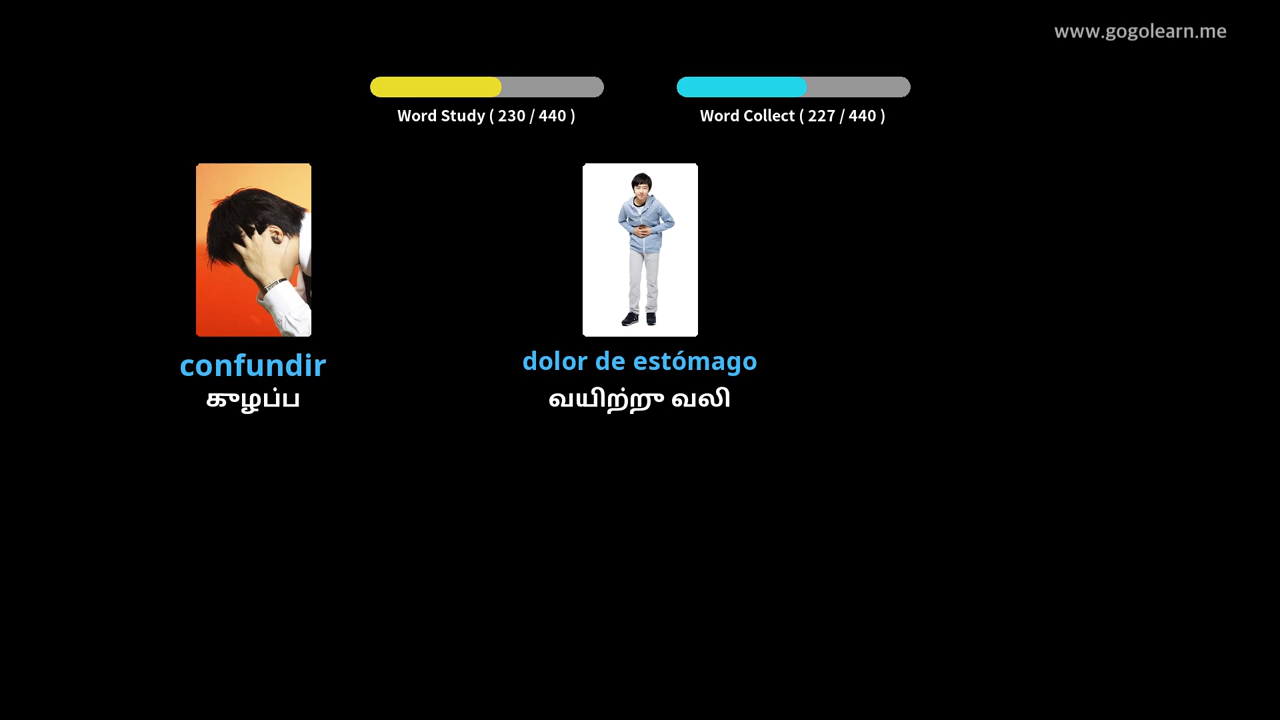 www.gogolearn.me
Word Study ( 230 / 440 )
Word Collect ( 227 / 440 )
confundir
குழப்ப
dolor de estómago
வயிற்று வலி